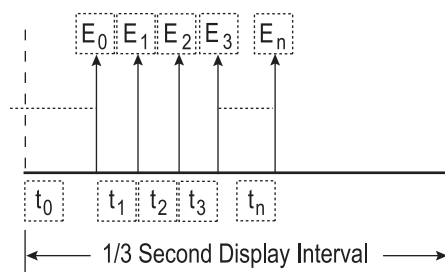 E0 E1 E2 E3 En
t0 t1 t2 t3 tn
1/3 Second Display Interval